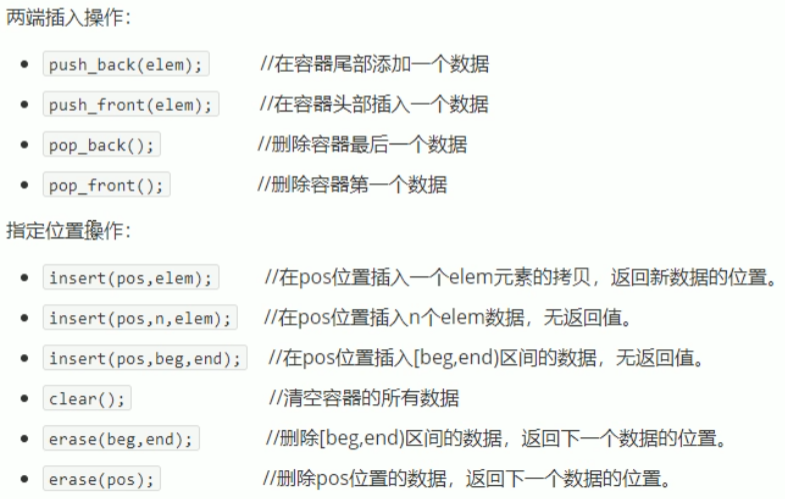 两端插入操作：
push_back(elem); //在容器尾部添加一个数据
push_front(elem); //在容器头部插入一个数据
pop_back(); //删除容器最后一个数据
pop_front(); //删除容器第一个数据
指定位置操作：
insert(pos,elem); //在pos位置插入一个elem元素的拷贝，返回新数据的位置。
insert(pos,n,elem); //在pos位置插入n个elem数据，无返回值。
insert(pos,beg,end); //在pos位置插入[beg,end)区间的数据，无返回值。
clear(); //清空容器的所有数据
erase(beg,end); //删除[beg,end)区间的数据，返回下一个数据的位置。
erase(pos); //删除pos位置的数据，返回下一个数据的位置。